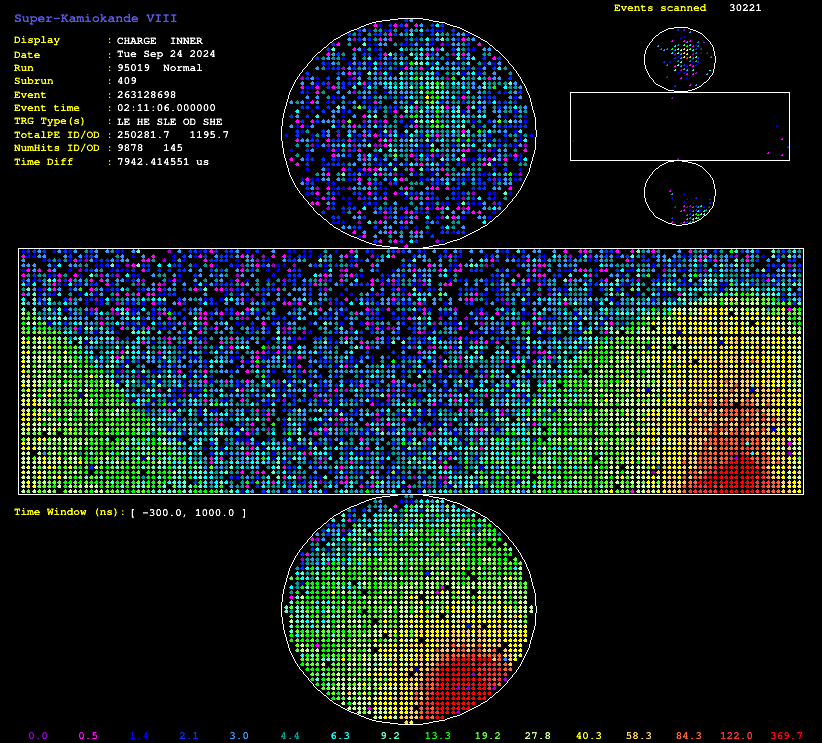 Events scanned 30221
Super-Kamiokande VIII
Display : CHARGE INNER
Date : Tue Sep 24 2024
Run : 95019 Normal
Subrun : 409
Event : 263128698
Event time : 02:11:06.000000
TRG Type(s) : LE HE SLE OD SHE
TotalPE ID/OD : 250281.7 1195.7
NumHits ID/OD : 9878 145
Time Diff : 7942.414551 us
Time Window (ns): [ -300.0, 1000.0 ]
0.0 0.5 1.4 2.1 3.0 4.4 6.3 9.2 13.3 19.2 27.8 40.3 58.3 84.3 122.0 369.7